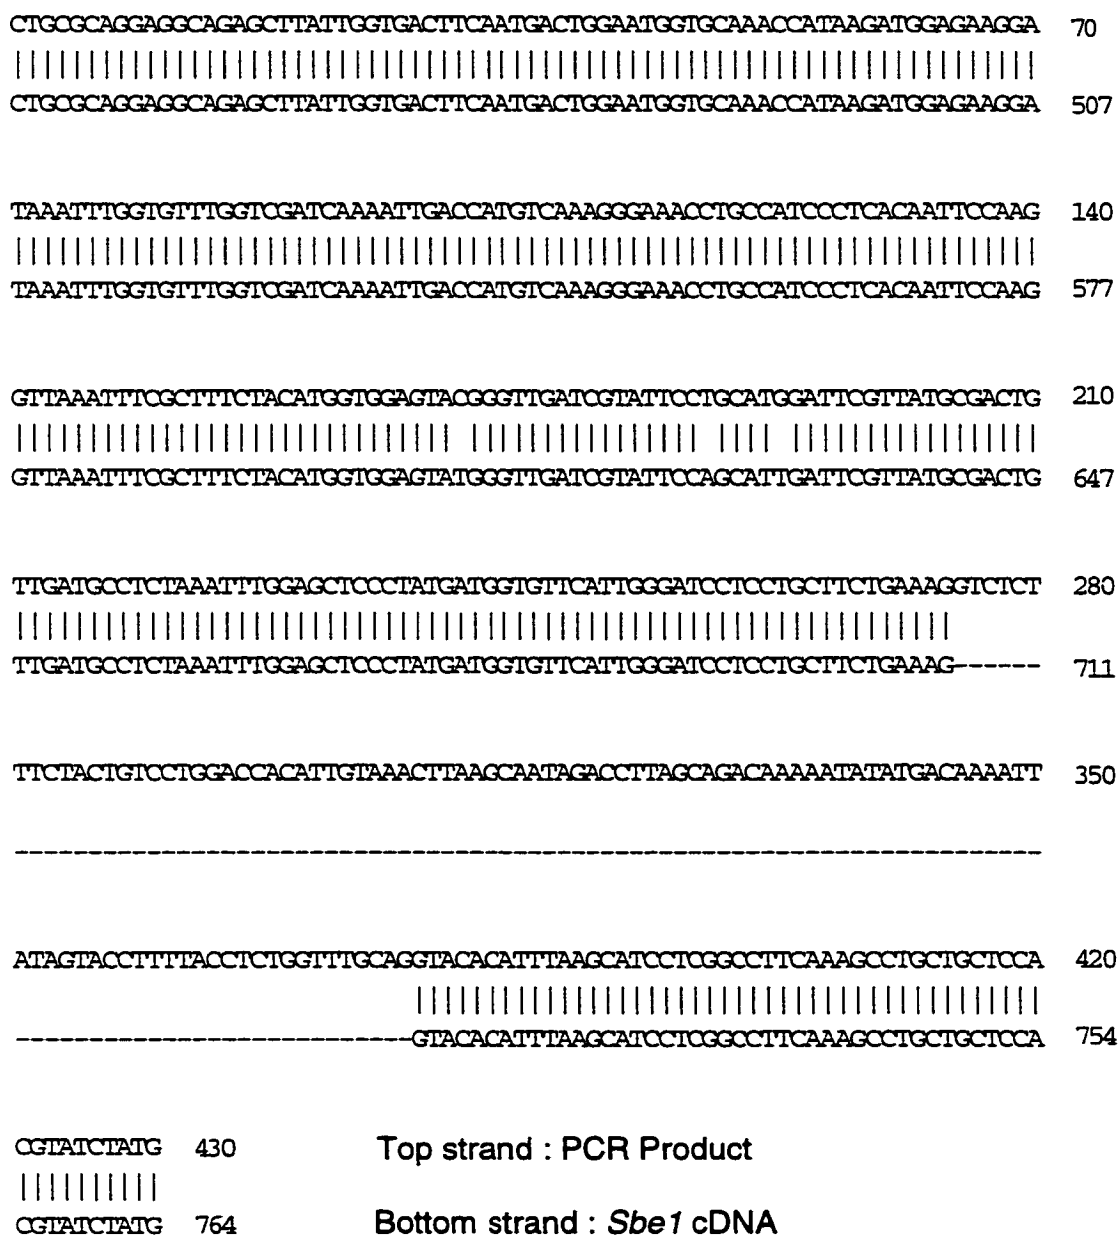 CTGCGCAGGAGGCAGAGCTTATTGGTGACTTCAATGACTGGAATGGTGCAAACCATAAGATGGAGAAGGA 70
||||||||||||||||||||||||||||||||||||||||||||||||||||||||||||||||||||||
CTGCGCAGGAGGCAGAGCTTATTGGTGACTTCAATGACTGGAATGGTGCAAACCATAAGATGGAGAAGGA 507
TAAATTTGGTGTTTGGTCGATCAAAATTGACCATGTCAAAGGGAAACCTGCCATCCCTCACAATTCCAAG 140
||||||||||||||||||||||||||||||||||||||||||||||||||||||||||||||||||||||
TAAATTTGGTGTTTGGTCGATCAAAATTGACCATGTCAAAGGGAAACCTGCCATCCCTCACAATTCCAAG 577
GTTAAATTTCGCTTTCTACATGGTGGAGTACGGGTTGATCGTATTCCTGCATGGATTCGTTATGCGACTG 210
|||||||||||||||||||||||||||||| |||||||||||||||| |||| |||||||||||||||||
GTTAAATTTCGCTTTCTACATGGTGGAGTATGGGTTGATCGTATTCCAGCATTGATTCGTTATGCGACTG 647
TTGATGCCTCTAAATTTGGAGCTCCCTATGATGGTGTTCATTGGGATCCTCCTGCTTCTGAAAGGTCTCT 280
||||||||||||||||||||||||||||||||||||||||||||||||||||||||||||||||
TTGATGCCTCTAAATTTGGAGCTCCCTATGATGGTGTTCATTGGGATCCTCCTGCTTCTGAAAG------ 711
TTCTACTGTCCTGGACCACATTGTAAACTTAAGCAATAGACCTTAGCAGACAAAAATATATGACAAAATT 350
----------------------------------------------------------------------
ATAGTACCTTTTACCTCTGGTTTGCAGGTACACATTTAAGCATCCTCGGCCTTCAAAGCCTGCTGCTCCA 420
|||||||||||||||||||||||||||||||||||||||||||
---------------------------GTACACATTTAAGCATCCTCGGCCTTCAAAGCCTGCTGCTCCA 754
CGTATCTATG 430 Top strand : PCR Product
||||||||||
CGTATCTATG 764 Bottom strand : Sbe1 cDNA